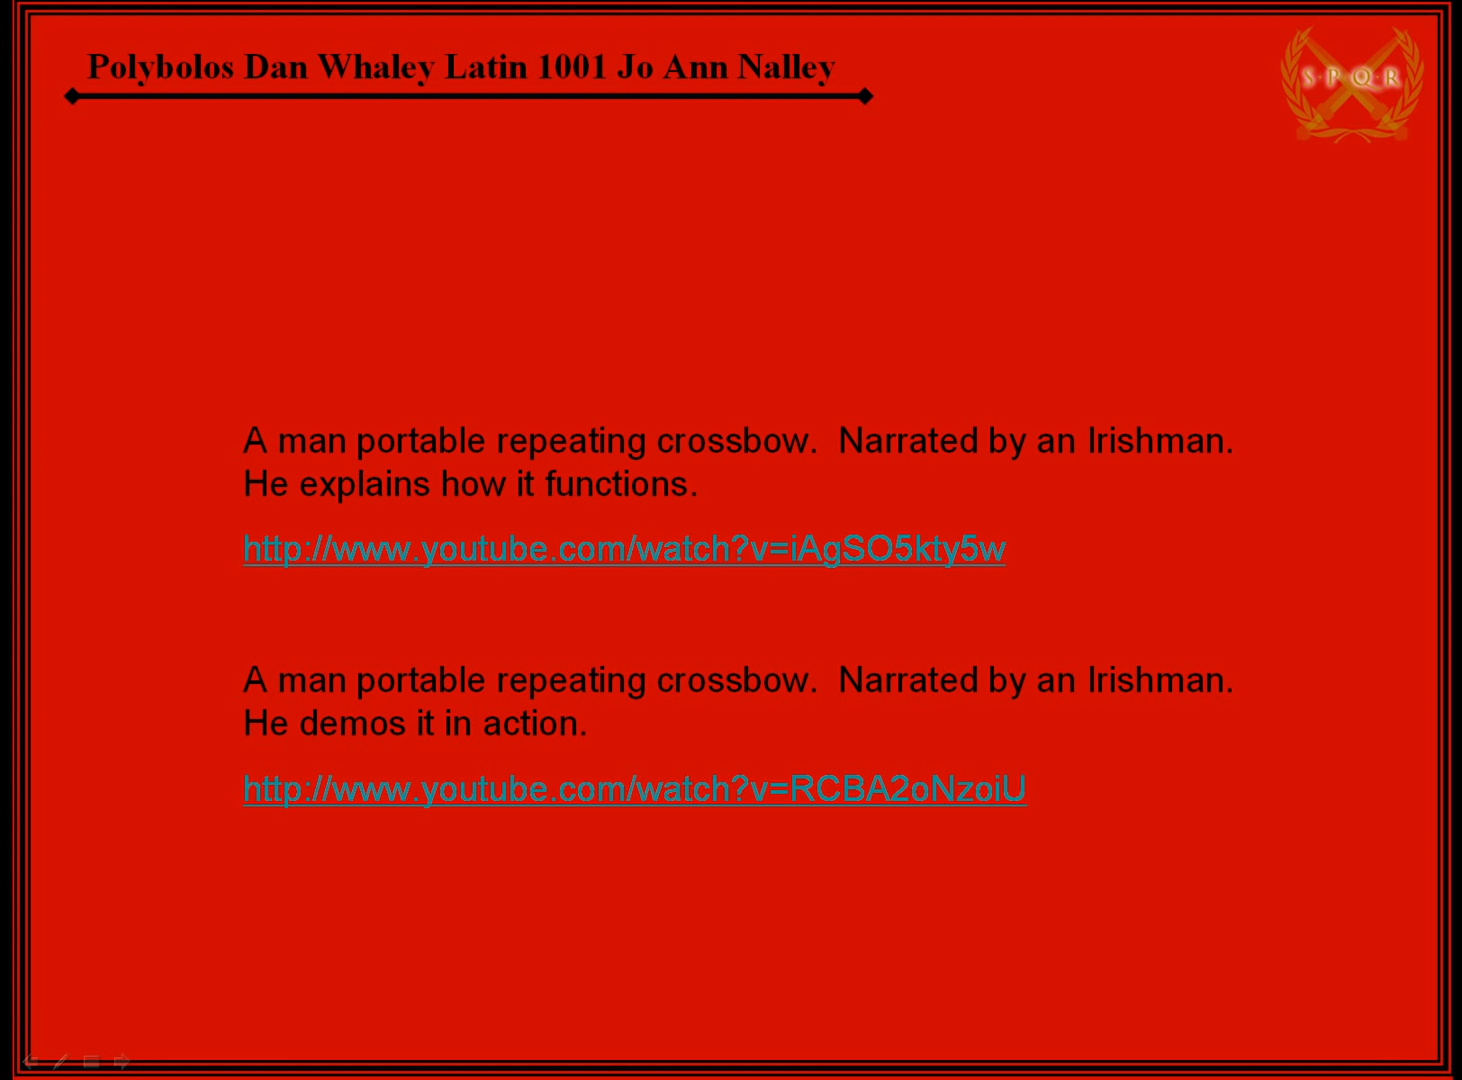 Polybolos Dan Whaley Latin 1001 Jo Ann Nalley
S·P·Q·R
A man portable repeating crossbow.  Narrated by an Irishman.
He explains how it functions.
http://www.youtube.com/watch?v=iAgSO5kty5w
A man portable repeating crossbow.  Narrated by an Irishman.
He demos it in action.
http://www.youtube.com/watch?v=RCBA2oNzoiU